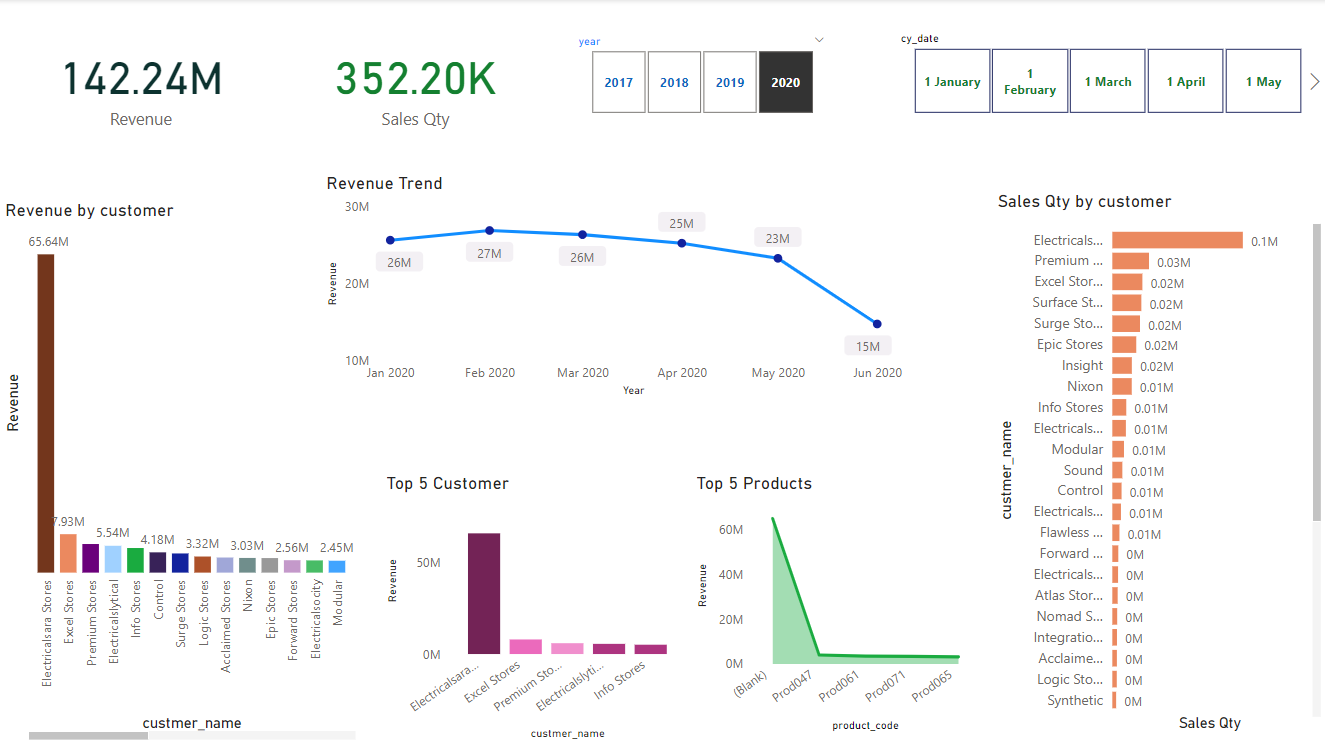 142.24M
Revenue
352.20K
Sales Qty
year
2017
2018
2019
2020
cy_date
1 January
1
February
1 March
1 April
1 May
Revenue by customer
65.64M
7.93M
5.54M
4.18M
3.32M
3.03M
2.56M
2.45M
Revenue
Electricalsara Stores
Excel Stores
Premium Stores
Electricalslytical
Info Stores
Control
Surge Stores
Logic Stores
Acclaimed Stores
Nixon
Epic Stores
Forward Stores
Electricalsocity
Modular
custmer_name
Revenue Trend
30M
20M
10M
Revenue
26M
27M
26M
25M
23M
15M
Jan 2020
Feb 2020
Mar 2020
Apr 2020
May 2020
Jun 2020
Year
Top 5 Customer
50M
0M
Revenue
Electricalsara...
Excel Stores
Premium Sto...
Electricalslyti...
Info Stores
custmer_name
Top 5 Products
60M
40M
20M
0M
Revenue
(Blank)
Prod047
Prod061
Prod071
Prod065
product_code
Sales Qty by customer
custmer_name
Electricals... 0.1M
Premium ... 0.03M
Excel Stor... 0.02M
Surface St... 0.02M
Surge Sto... 0.02M
Epic Stores 0.02M
Insight 0.02M
Nixon 0.01M
Info Stores 0.01M
Electricals... 0.01M
Modular 0.01M
Sound 0.01M
Control 0.01M
Electricals... 0.01M
Flawless ... 0.01M
Forward ... 0M
Electricals... 0M
Atlas Stor... 0M
Nomad S... 0M
Integratio... 0M
Acclaime... 0M
Logic Sto... 0M
Synthetic 0M
Sales Qty